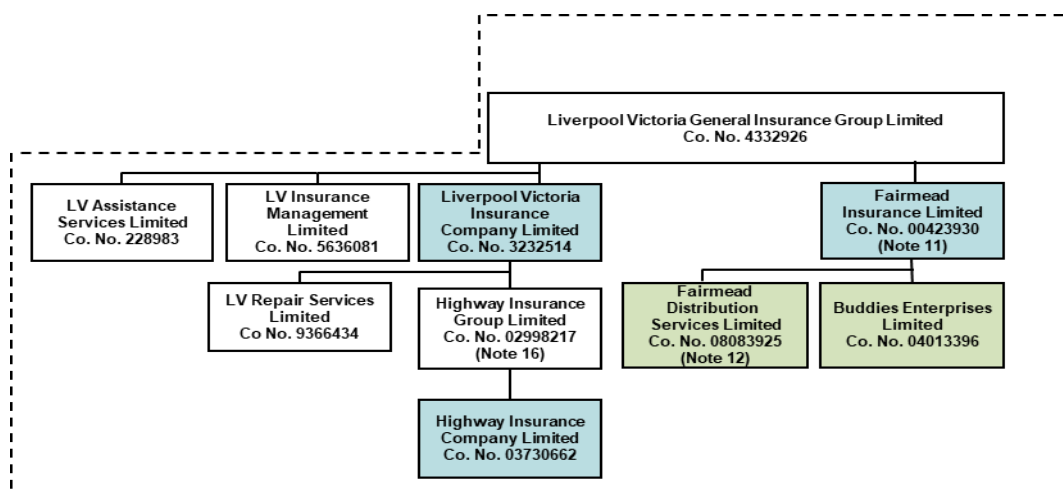 Liverpool Victoria General Insurance Group Limited
Co. No. 4332926
LV Assistance
Services Limited
Co. No. 228983
LV Insurance
Management
Limited
Co. No. 5636081
Liverpool Victoria
Insurance
Company Limited
Co. No. 3232514
Fairmead
Insurance Limited
Co. No. 00423930
(Note 11)
LV Repair Services
Limited
Co No. 9366434
Highway Insurance
Group Limited
Co. No. 02998217
(Note 16)
Fairmead
Distribution
Services Limited
Co. No. 08083925
(Note 12)
Buddies Enterprises
Limited
Co. No. 04013396
Highway Insurance
Company Limited
Co. No. 03730662